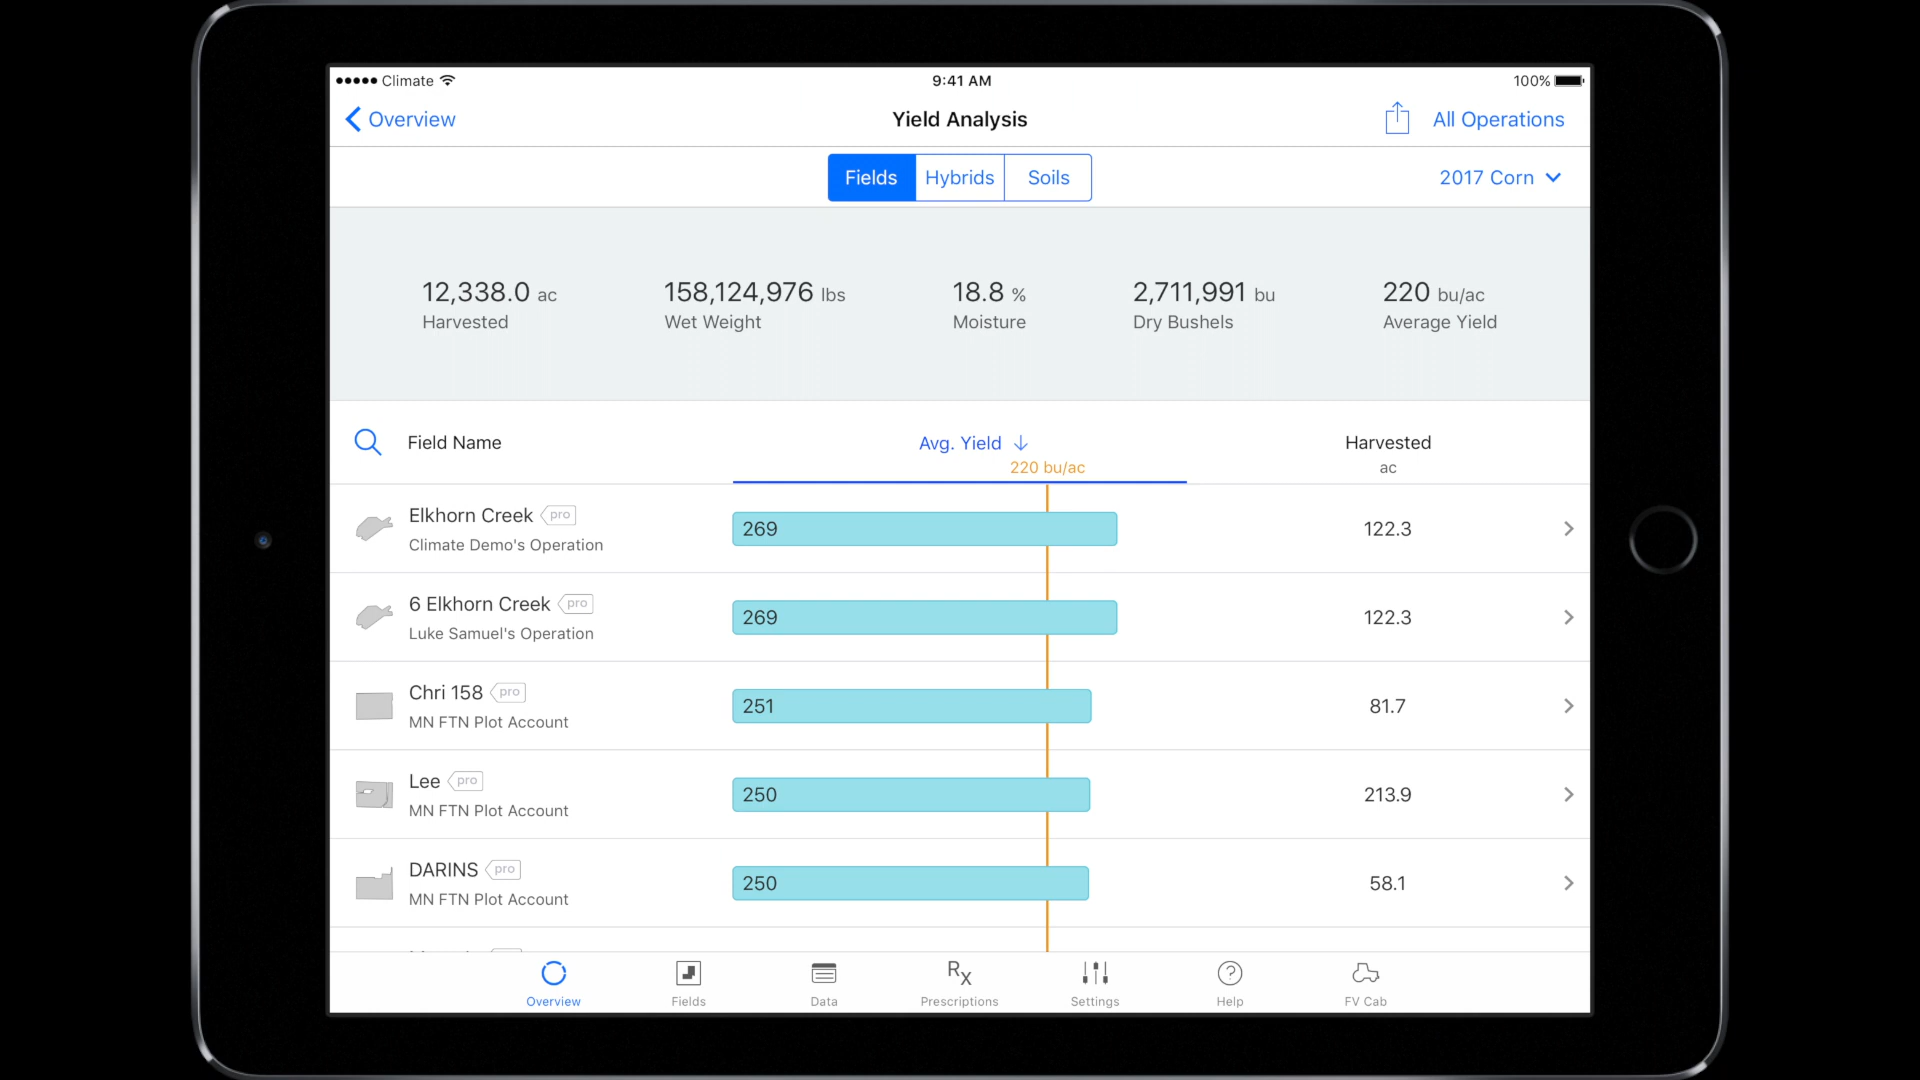 Climate 9:41 AM 100%
Overview Yield Analysis All Operations
Fields Hybrids Soils 2017 Corn
12,338.0 ac 158,124,976 lbs 18.8 % 2,711,991 bu 220 bu/ac
Harvested Wet Weight Moisture Dry Bushels Average Yield
Field Name Avg. Yield Harvested
220 bu/ac ac
Elkhorn Creek pro
Climate Demo's Operation
269 122.3
6 Elkhorn Creek pro
Luke Samuel's Operation
269 122.3
Chri 158 pro
MN FTN Plot Account
251 81.7
Lee pro
MN FTN Plot Account
250 213.9
DARINS pro
MN FTN Plot Account
250 58.1
Rx
Overview Fields Data Prescriptions Settings Help FV Cab